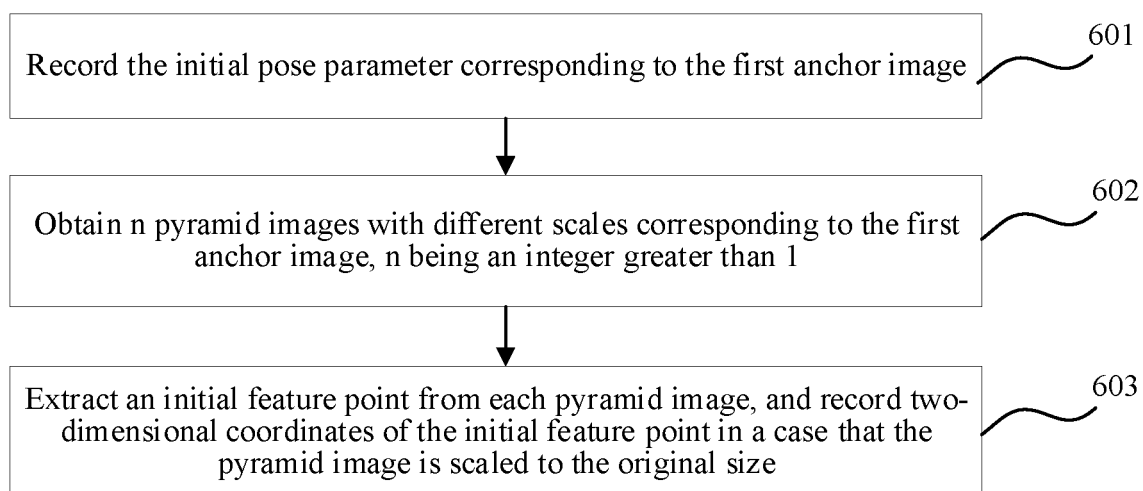 601
Record the initial pose parameter corresponding to the first anchor image
602
Obtain n pyramid images with different scales corresponding to the first
anchor image, n being an integer greater than 1
603
Extract an initial feature point from each pyramid image, and record two-
dimensional coordinates of the initial feature point in a case that the
pyramid image is scaled to the original size